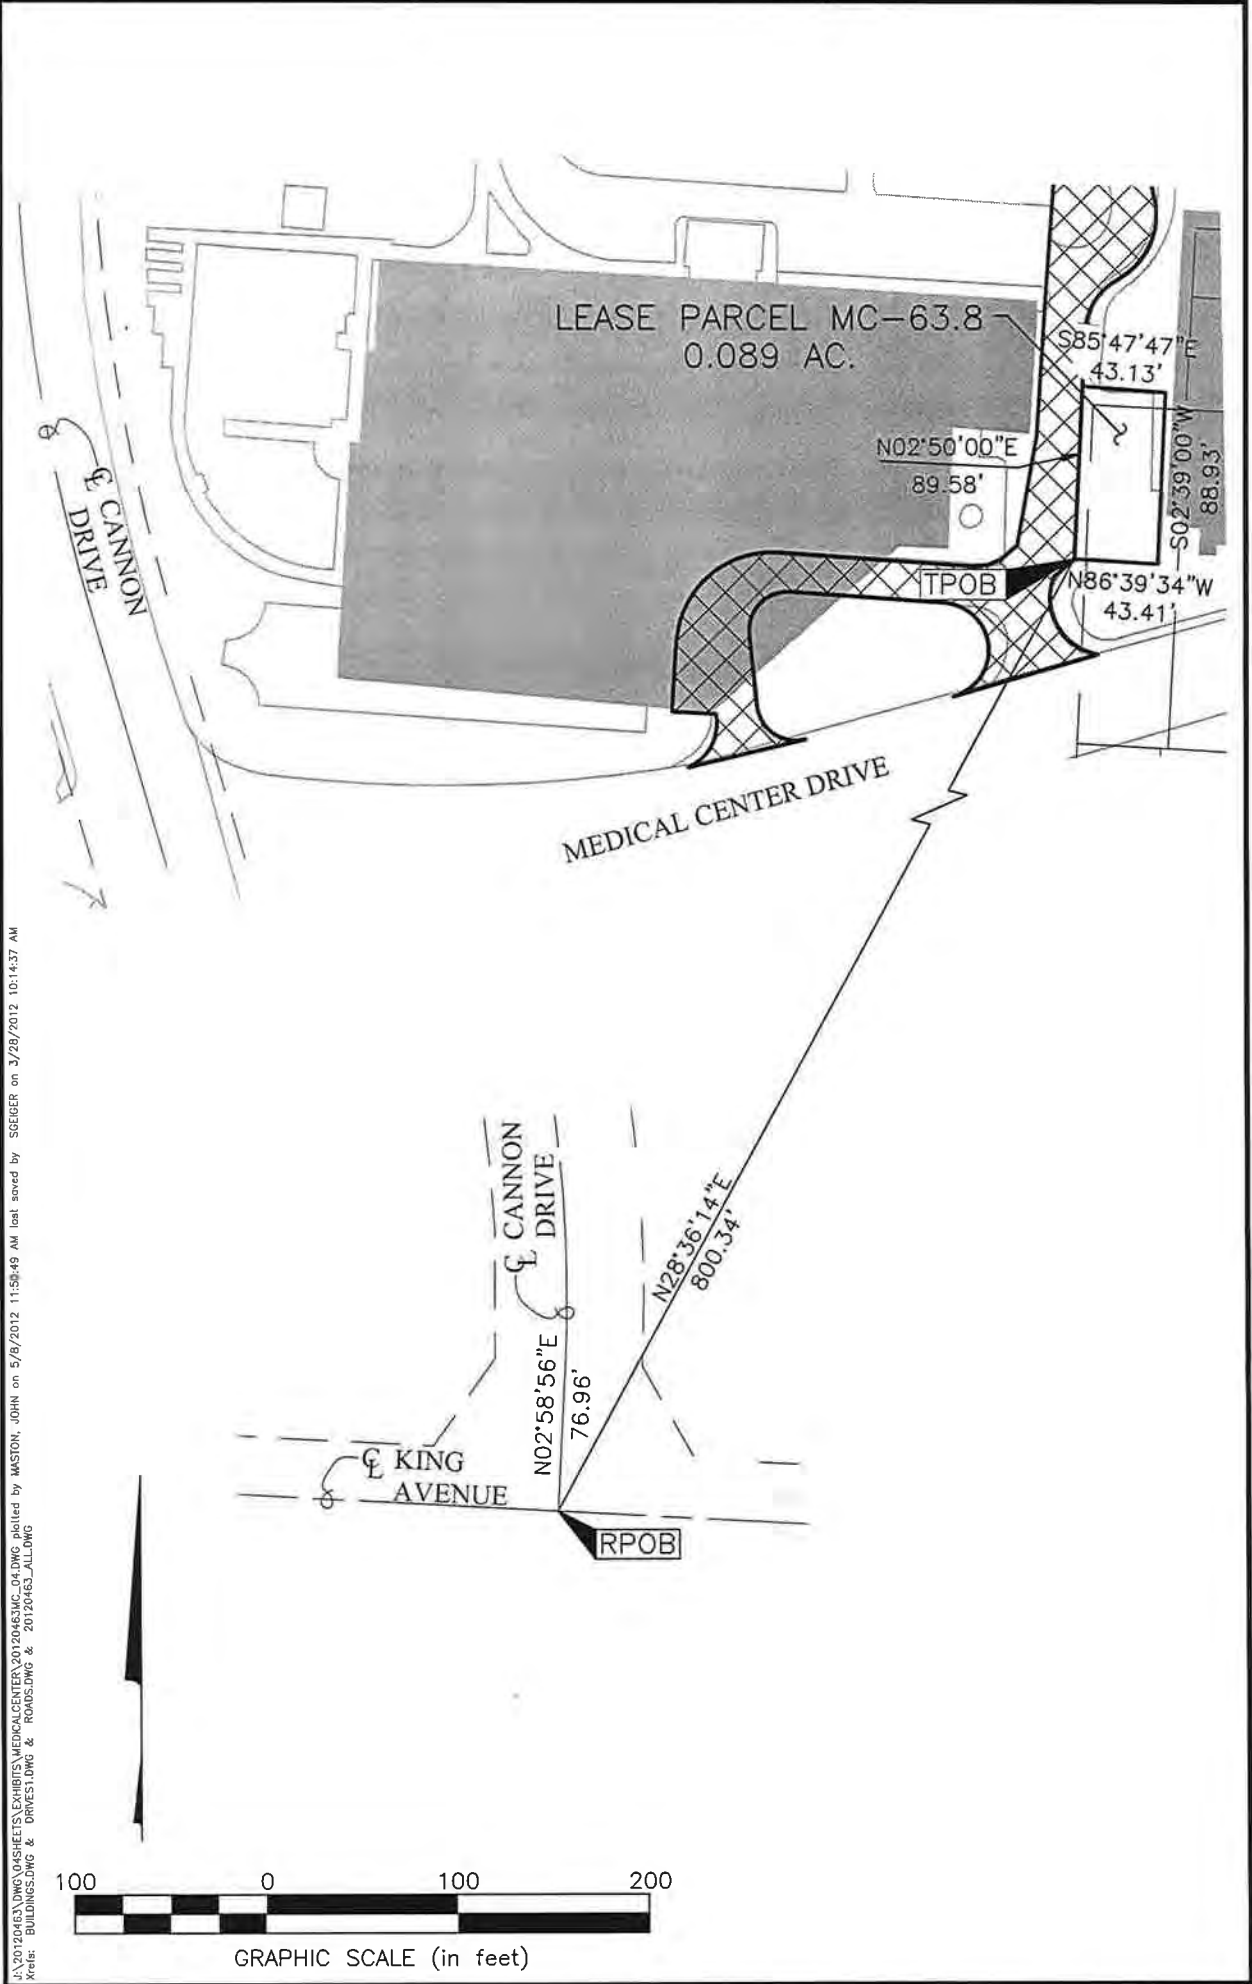 LEASE PARCEL MC-63.8
0.089 AC.
S85°47'47"E
43.13'
N02°50'00"E
89.58'
S02°39'00"W
88.93'
TPOB
N86°39'34"W
43.41'
℄ CANNON
DRIVE
MEDICAL CENTER DRIVE
℄ CANNON
DRIVE
N28°36'14"E
800.34'
N02°58'56"E
76.96'
℄ KING
AVENUE
RPOB
100 0 100 200
GRAPHIC SCALE (in feet)
J:\20120463\DWG\04SHEETS\EXHIBITS\MEDICALCENTER\20120463MC_04.DWG plotted by MASTON, JOHN on 5/8/2012 11:50:49 AM last saved by SGEIGER on 3/28/2012 10:14:37 AM
Xrefs: BUILDINGS.DWG & DRIVES1.DWG & ROADS.DWG & 20120463_ALL.DWG